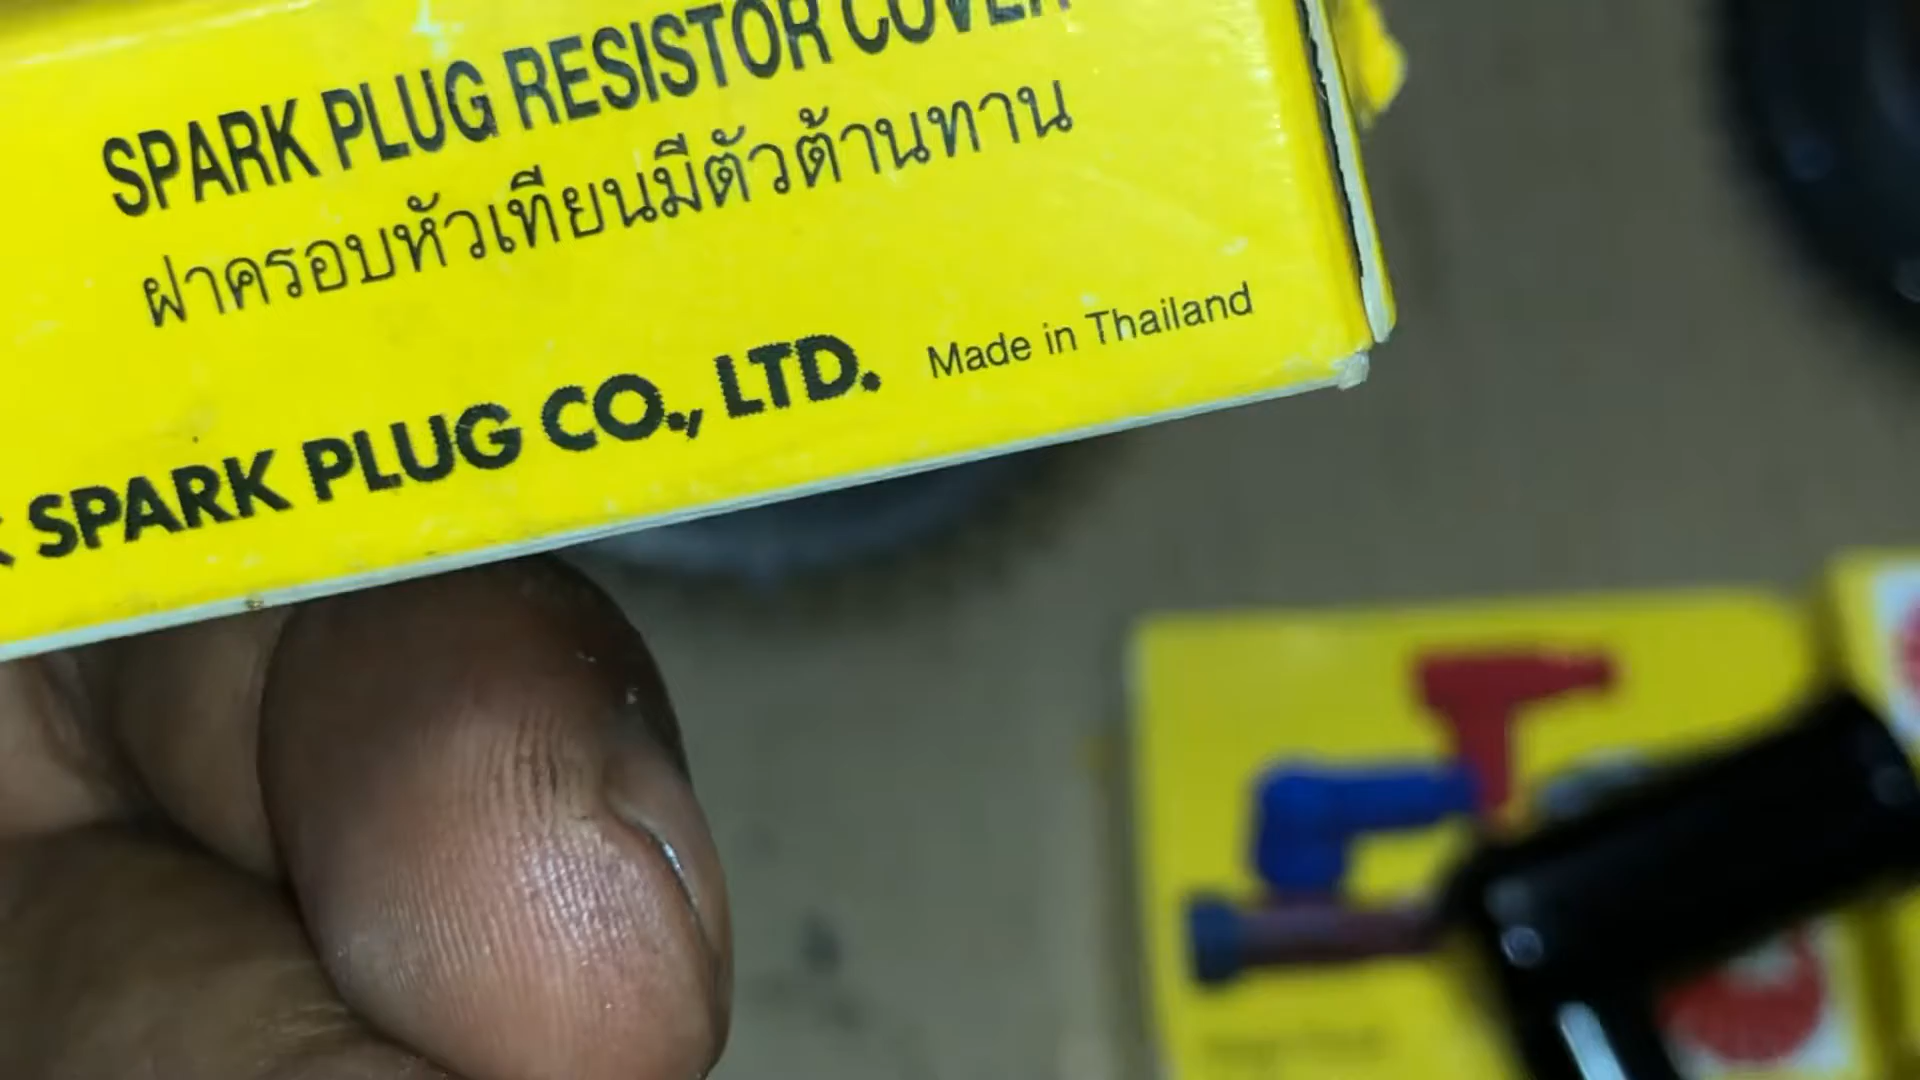 SPARK PLUG RESISTOR COVER
ฝาครอบหัวเทียนมีตัวต้านทาน
SPARK PLUG CO., LTD. Made in Thailand